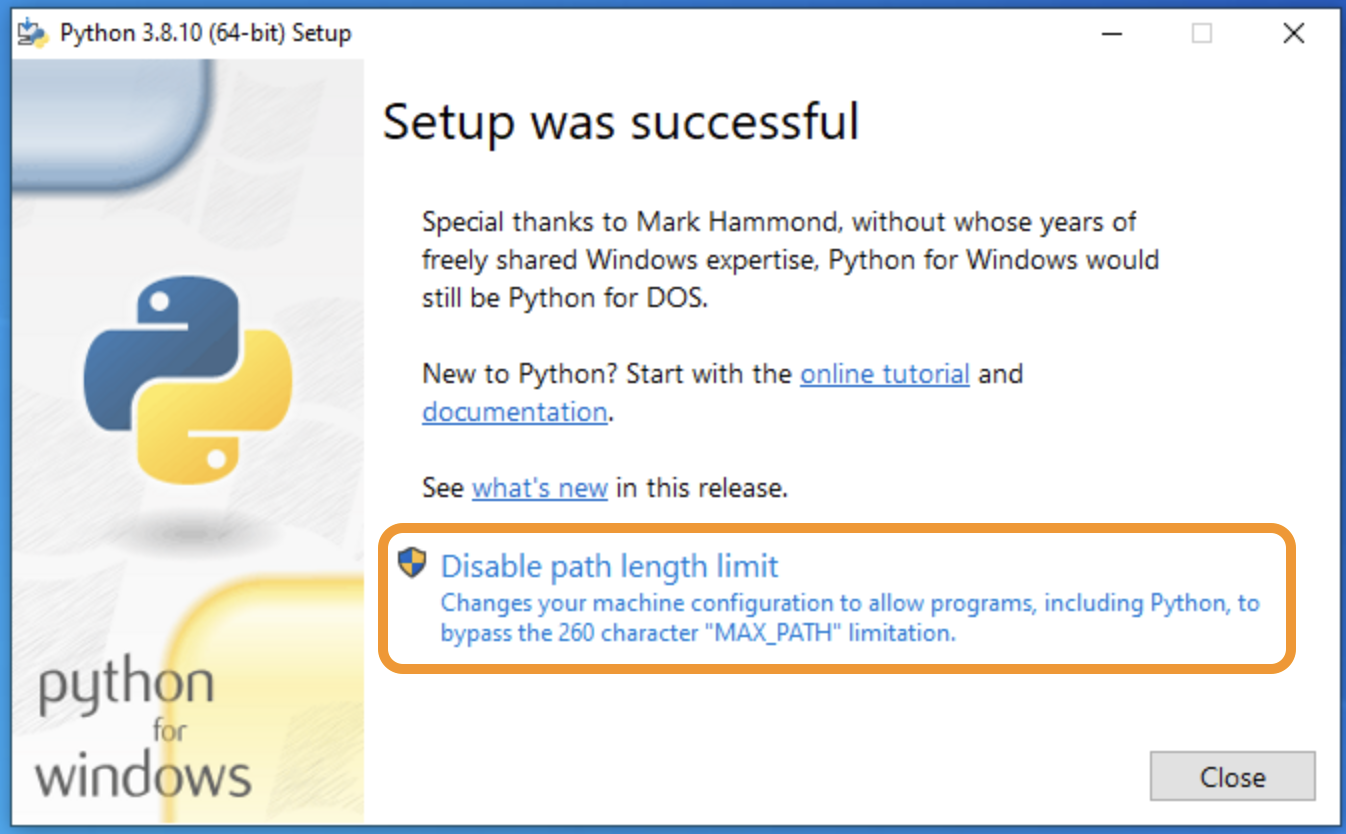 Python 3.8.10 (64-bit) Setup
Setup was successful
Special thanks to Mark Hammond, without whose years of
freely shared Windows expertise, Python for Windows would
still be Python for DOS.
New to Python? Start with the online tutorial and
documentation.
See what's new in this release.
Disable path length limit
Changes your machine configuration to allow programs, including Python, to
bypass the 260 character "MAX_PATH" limitation.
python
for
windows
Close